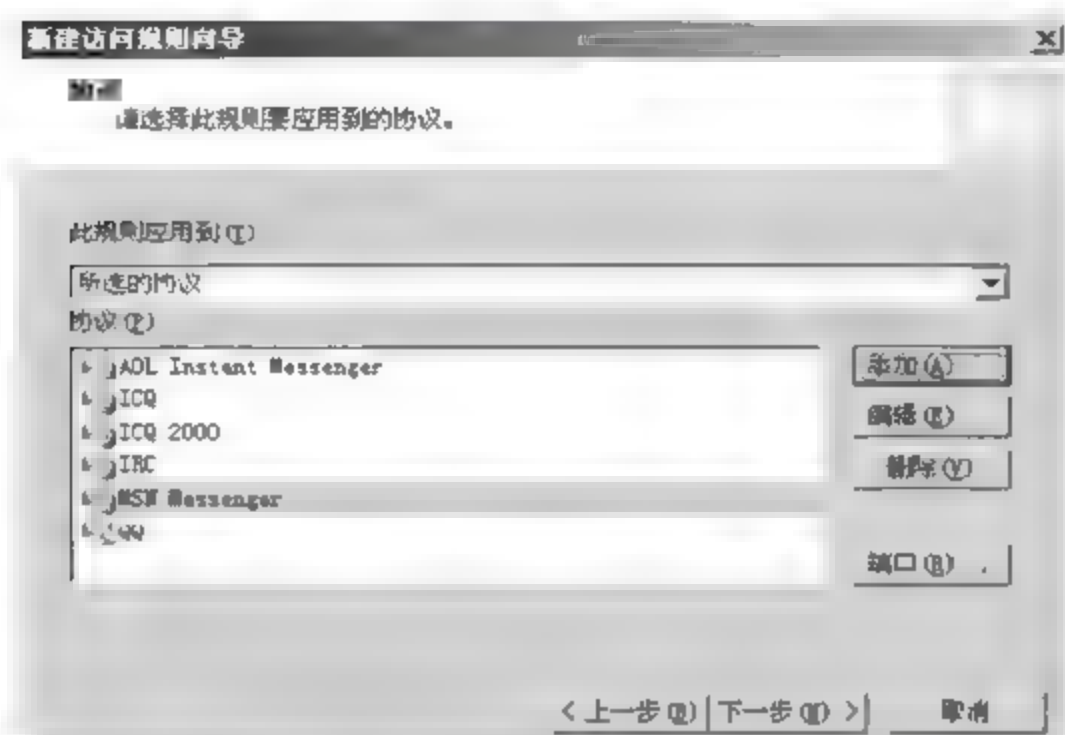 新建访问规则向导
协议
请选择此规则要应用到的协议。
此规则应用到(T)
所选的协议
协议(P)
AOL Instant Messenger
添加(A)
ICQ
编辑(E)
ICQ 2000
IRC
删除(V)
MSN Messenger
QQ
端口(R)
< 上一步(B) 下一步(N) > 取消